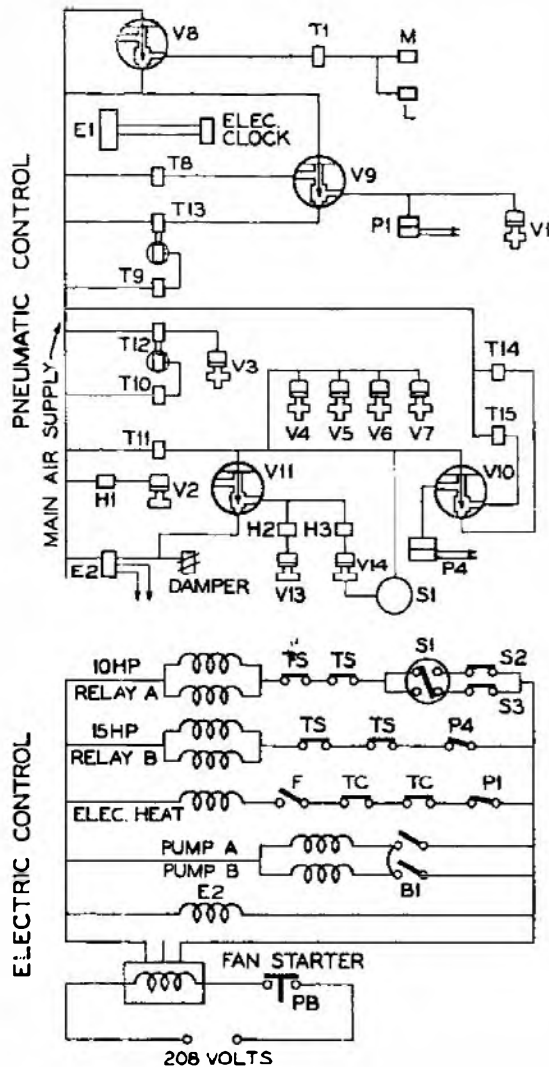 V8
T1
M
L
E1
ELEC.
CLOCK
T8
V9
T13
P1
V1
T9
PNEUMATIC CONTROL
MAIN AIR SUPPLY
T12
V3
T14
T10
T15
V4
V5
V6
V7
T11
V11
V10
H1
V2
H2
H3
P4
E2
DAMPER
V13
V14
S1
ELECTRIC CONTROL
10HP
RELAY A
TS
TS
S1
S2
S3
15HP
RELAY B
TS
TS
P4
F
TC
TC
P1
ELEC. HEAT
PUMP A
PUMP B
B1
E2
FAN STARTER
PB
208 VOLTS